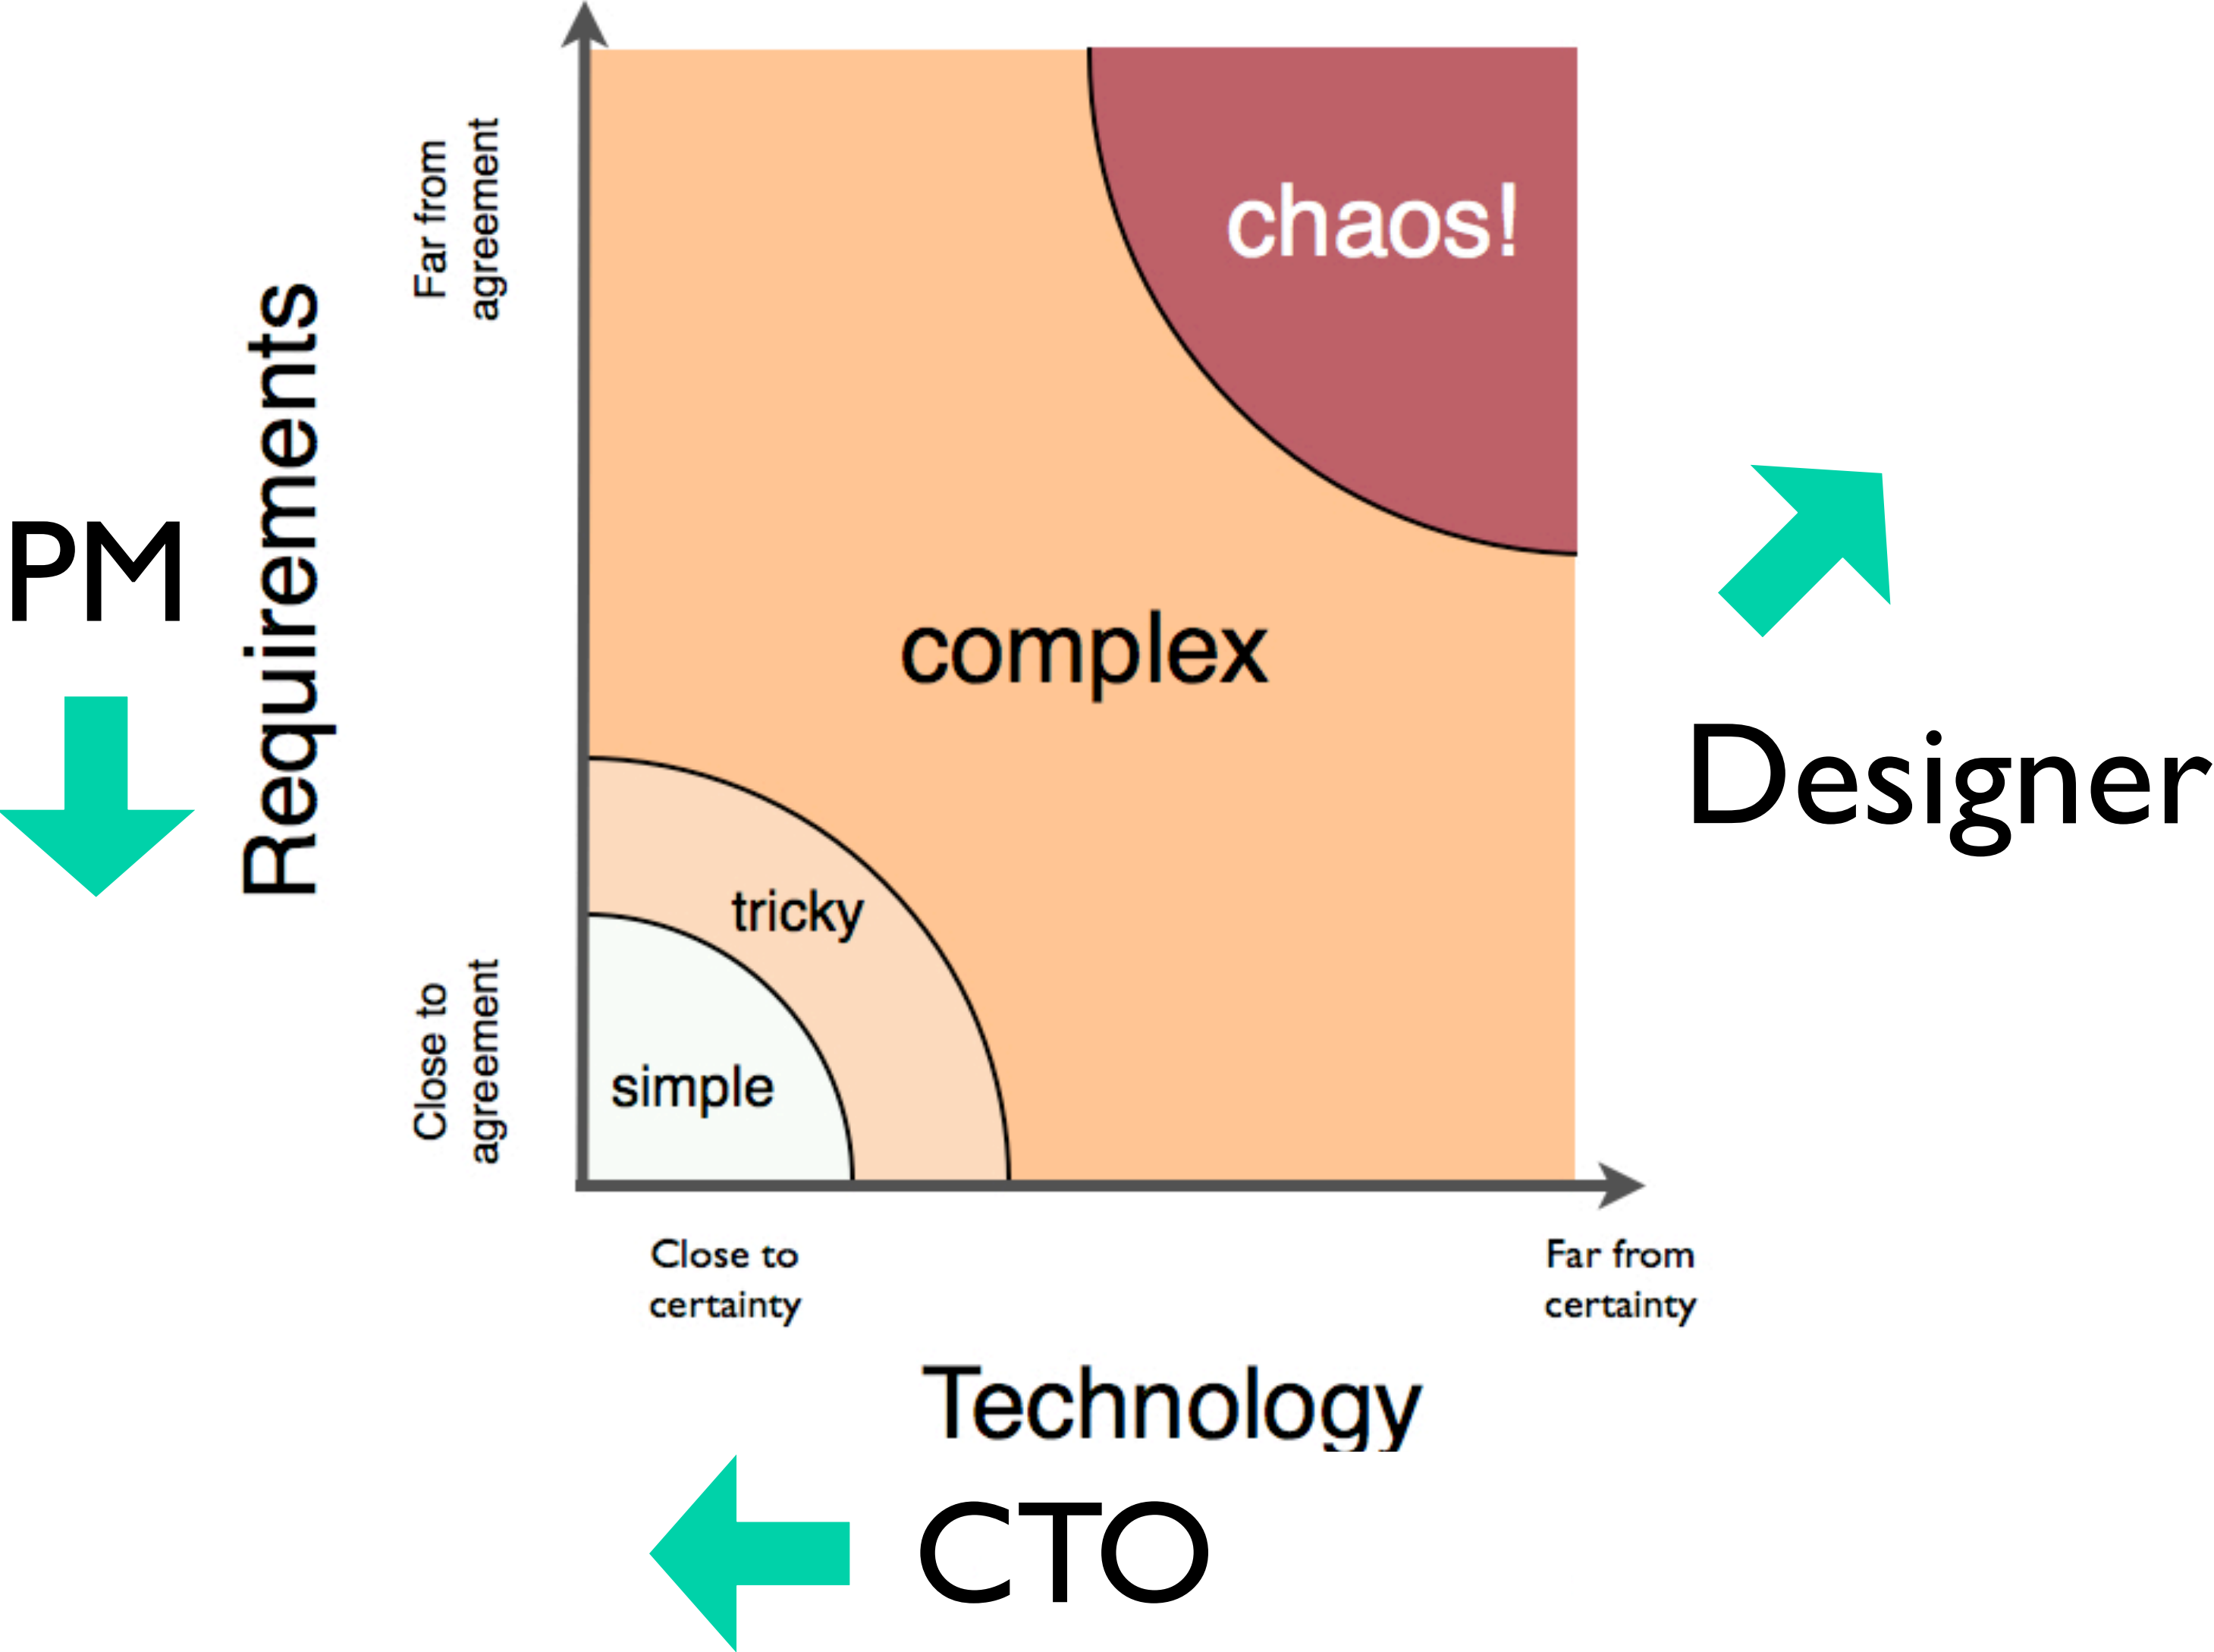 Far from
agreement
chaos!
Requirements
PM
complex
Designer
tricky
Close to
agreement
simple
Close to
certainty
Far from
certainty
Technology
CTO